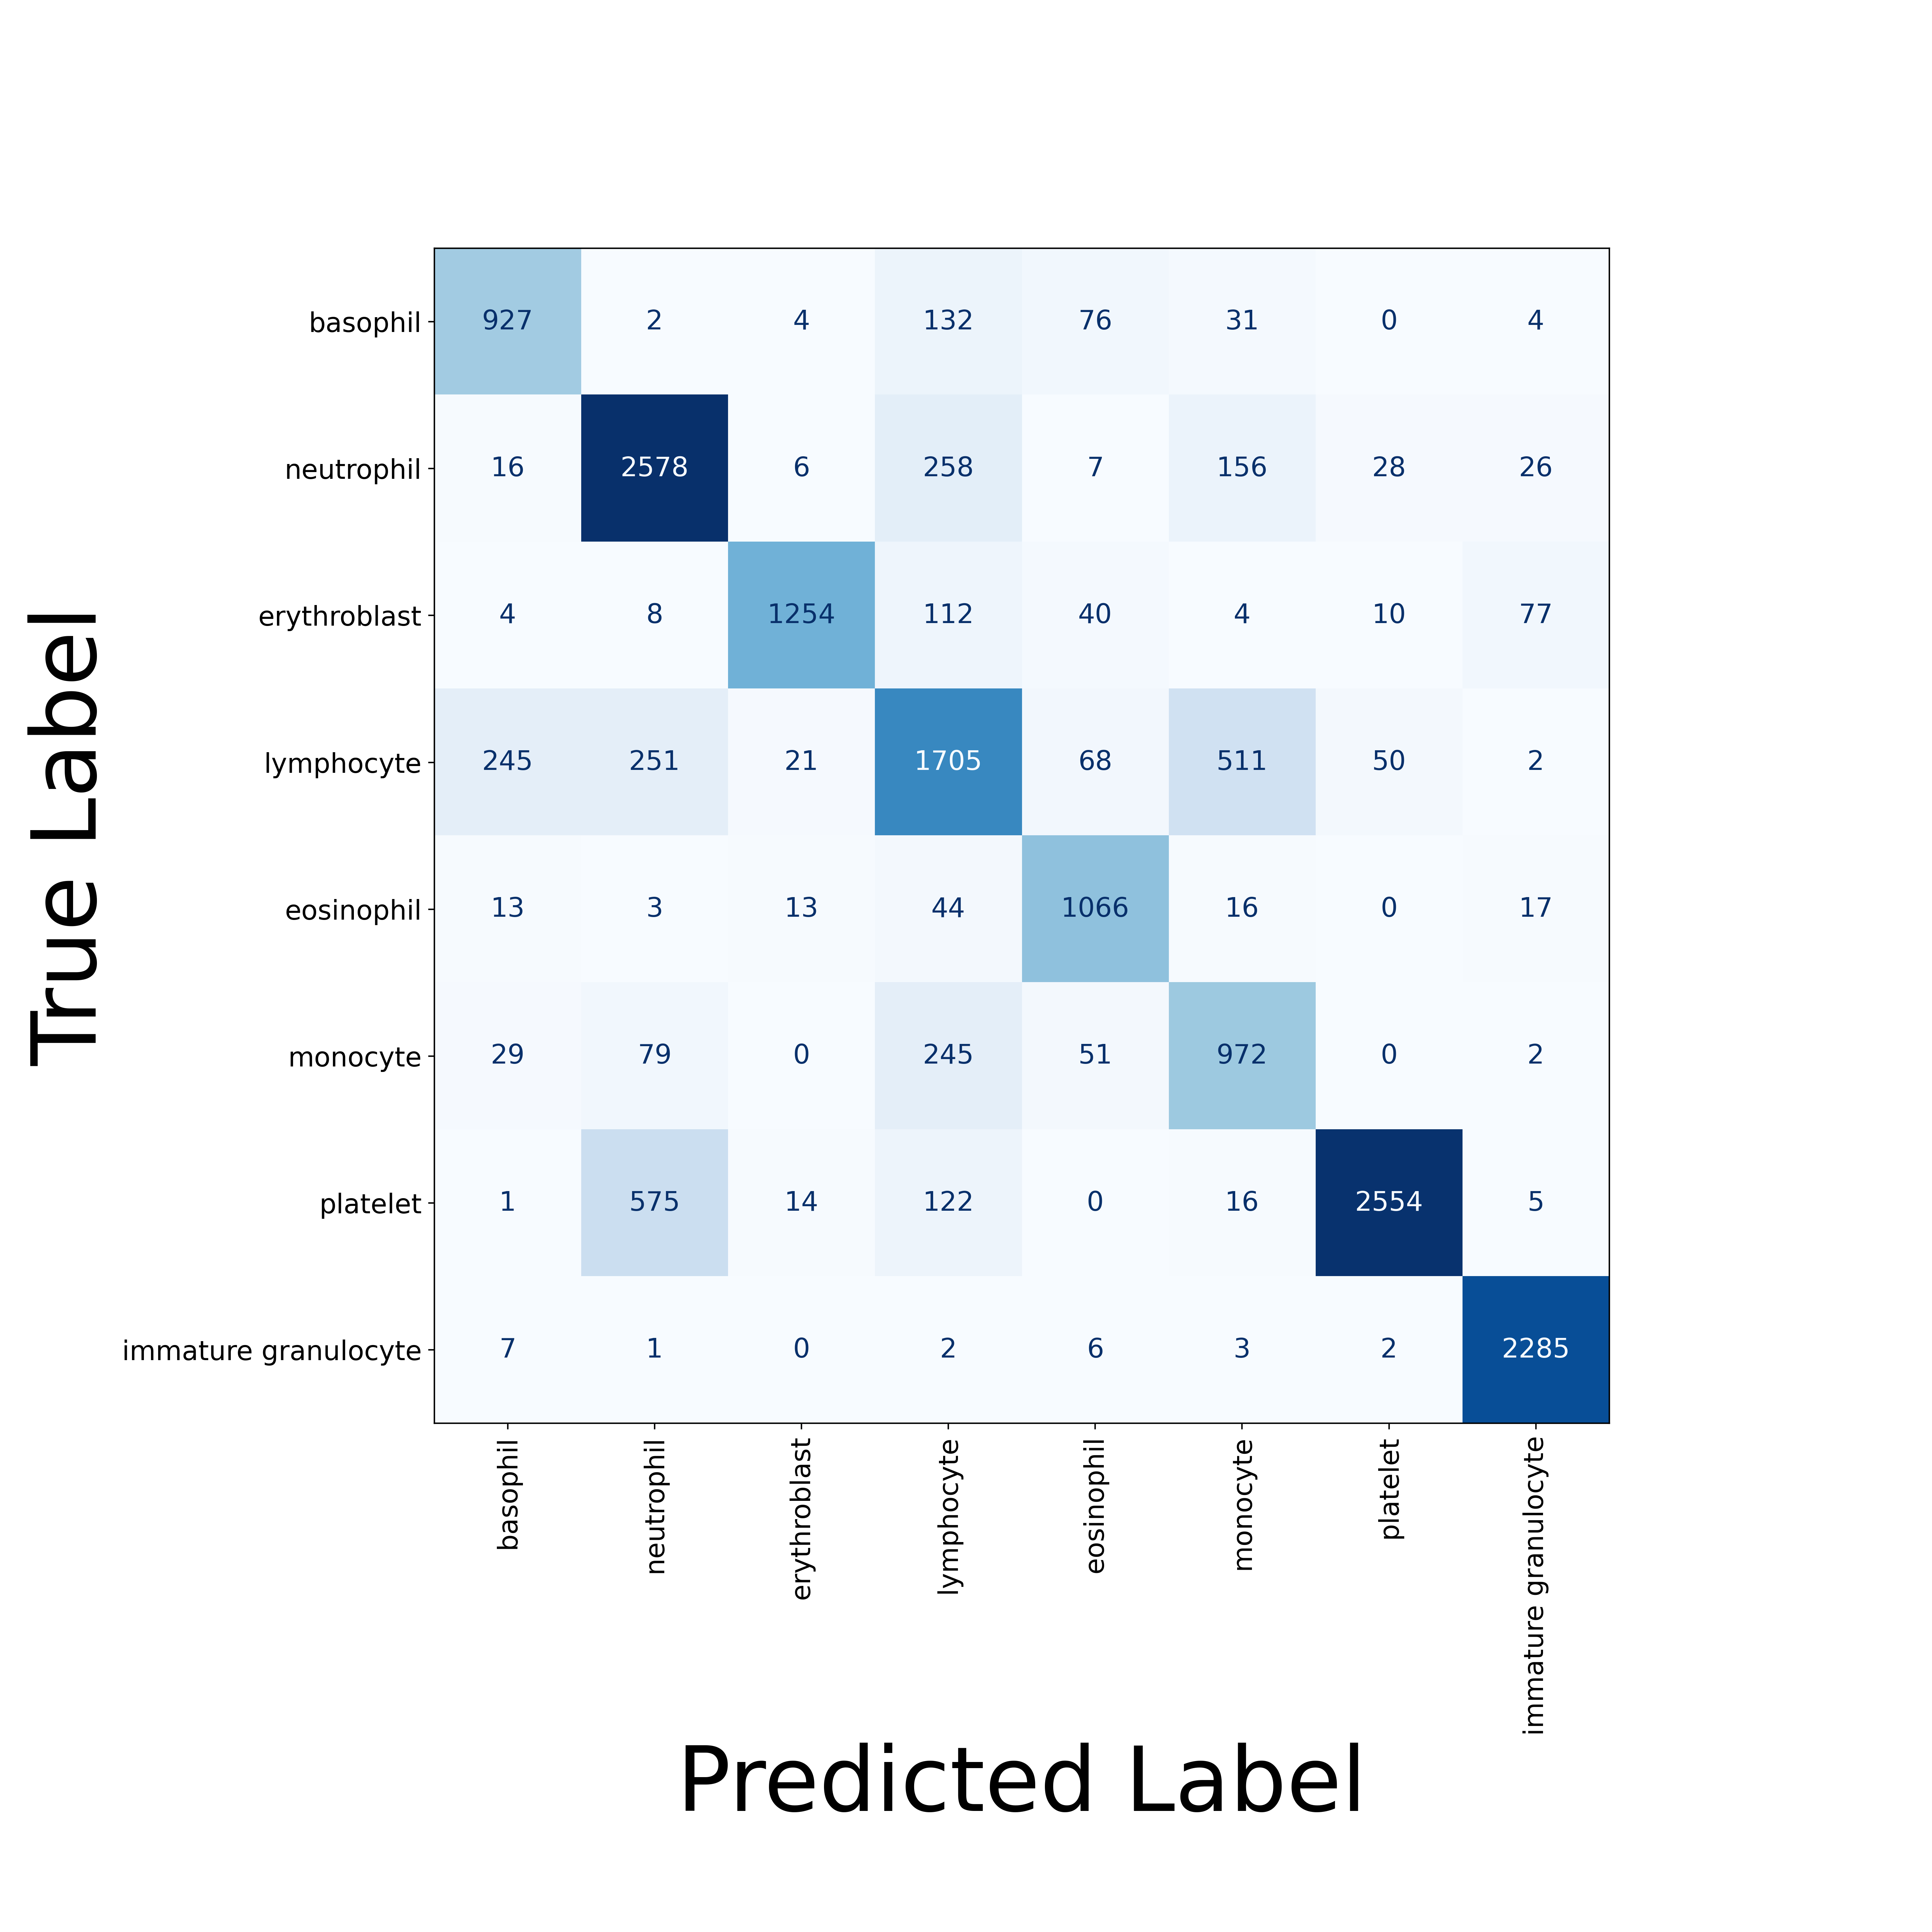 True Label
basophil 927 2 4 132 76 31 0 4
neutrophil 16 2578 6 258 7 156 28 26
erythroblast 4 8 1254 112 40 4 10 77
lymphocyte 245 251 21 1705 68 511 50 2
eosinophil 13 3 13 44 1066 16 0 17
monocyte 29 79 0 245 51 972 0 2
platelet 1 575 14 122 0 16 2554 5
immature granulocyte 7 1 0 2 6 3 2 2285
basophil
neutrophil
erythroblast
lymphocyte
eosinophil
monocyte
platelet
immature granulocyte
Predicted Label